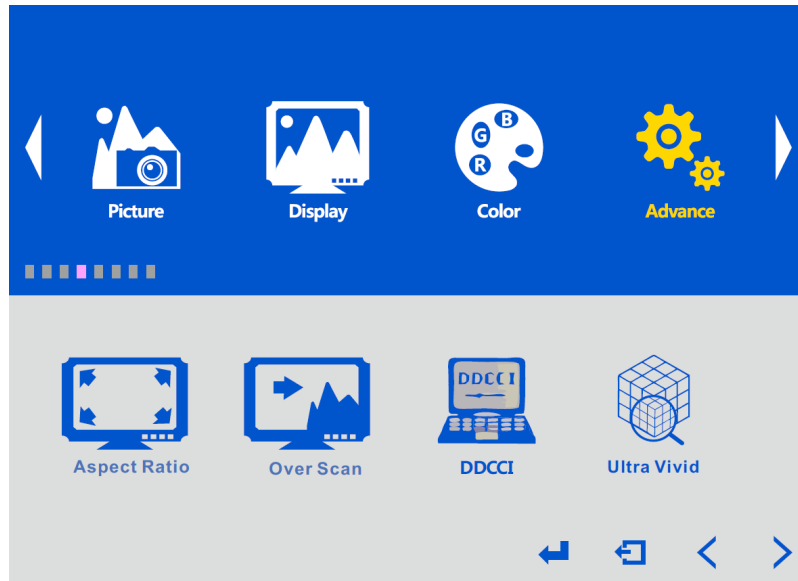 B
G
R
Picture Display Color Advance
DDCCI
Aspect Ratio Over Scan DDCCI Ultra Vivid